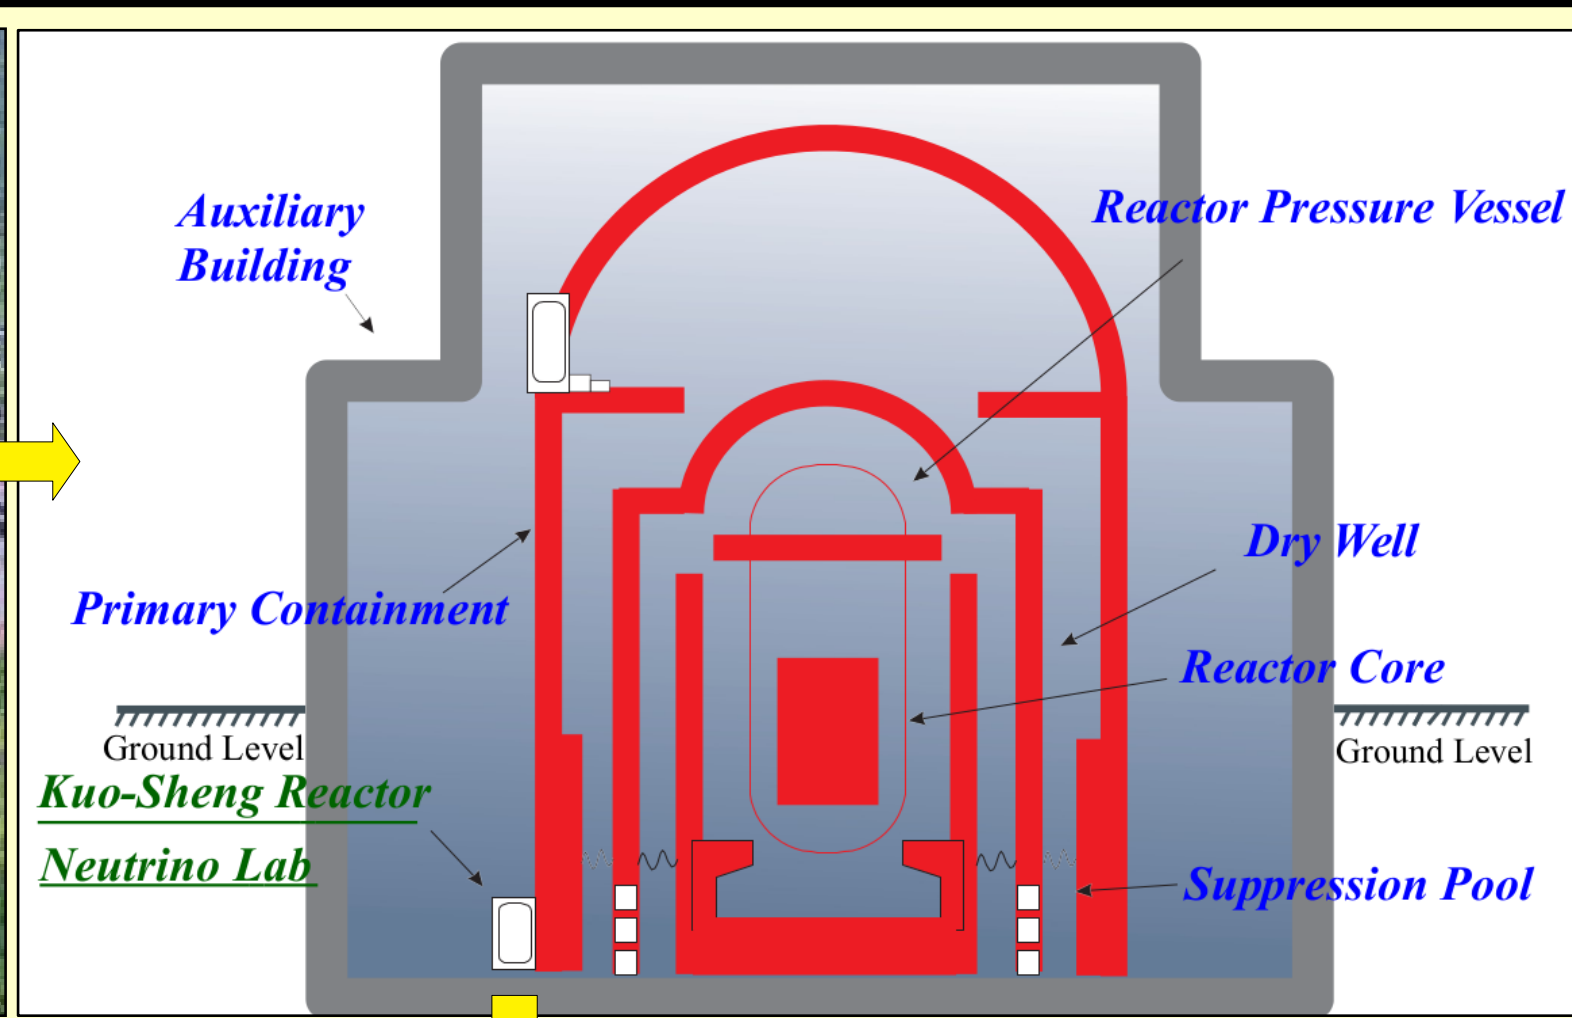 Auxiliary
Building
Reactor Pressure Vessel
Primary Containment
Dry Well
Reactor Core
Ground Level
Ground Level
Kuo-Sheng Reactor
Neutrino Lab
Suppression Pool